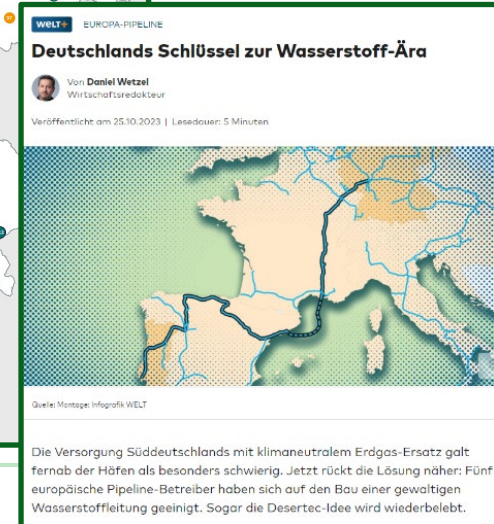 WELT+ EUROPA-PIPELINE
Deutschlands Schlüssel zur Wasserstoff-Ära
Von Daniel Wetzel
Wirtschaftsredakteur
Veröffentlicht am 25.10.2023 | Lesedauer: 5 Minuten
Quelle: Montage: Infografik WELT
Die Versorgung Süddeutschlands mit klimaneutralem Erdgas-Ersatz galt
fernab der Häfen als besonders schwierig. Jetzt rückt die Lösung näher: Fünf
europäische Pipeline-Betreiber haben sich auf den Bau einer gewaltigen
Wasserstoffleitung geeinigt. Sogar die Desertec-Idee wird wiederbelebt.